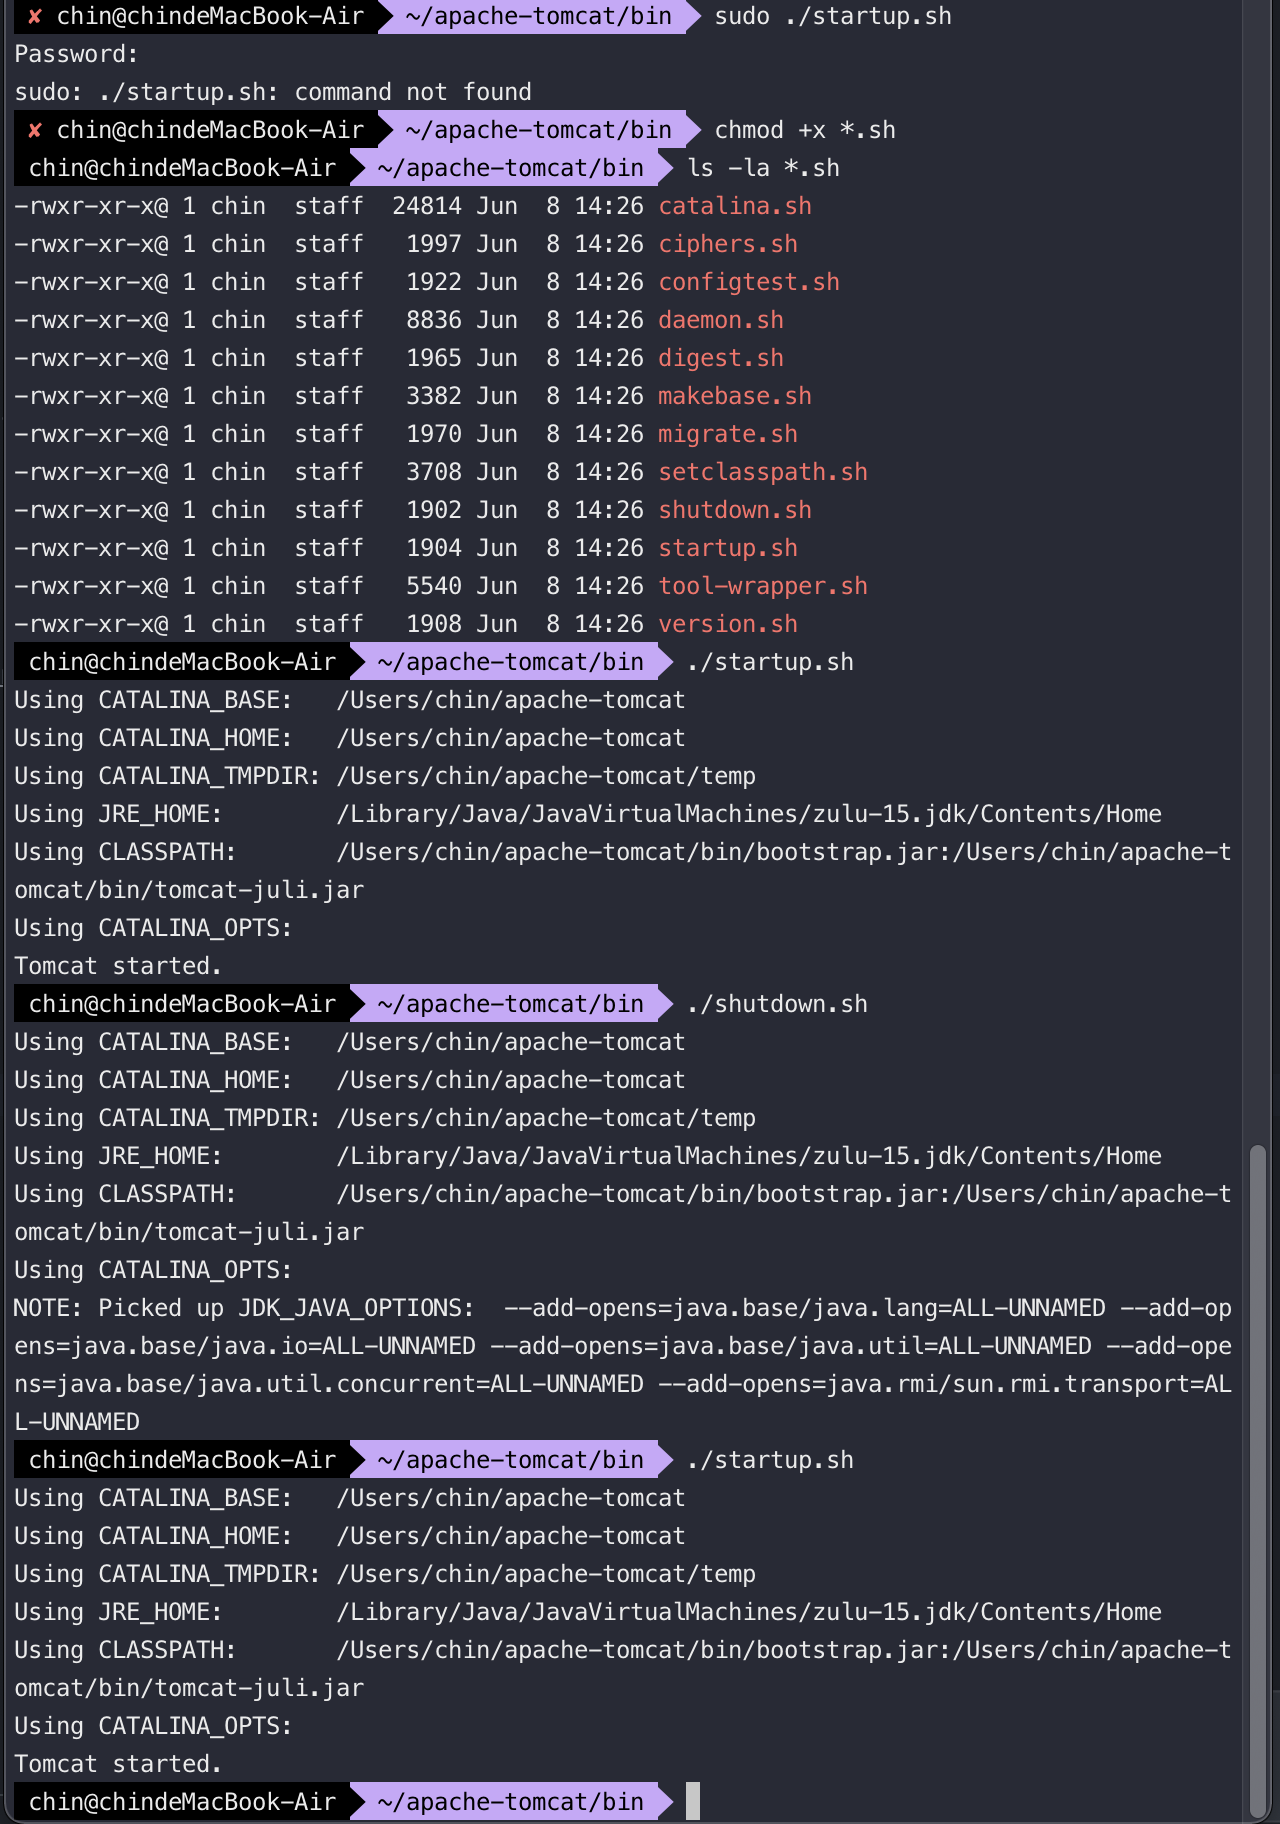 ✘ chin@chindeMacBook-Air ~/apache-tomcat/bin sudo ./startup.sh
Password:
sudo: ./startup.sh: command not found
✘ chin@chindeMacBook-Air ~/apache-tomcat/bin chmod +x *.sh
chin@chindeMacBook-Air ~/apache-tomcat/bin ls -la *.sh
-rwxr-xr-x@ 1 chin  staff  24814 Jun  8 14:26 catalina.sh
-rwxr-xr-x@ 1 chin  staff   1997 Jun  8 14:26 ciphers.sh
-rwxr-xr-x@ 1 chin  staff   1922 Jun  8 14:26 configtest.sh
-rwxr-xr-x@ 1 chin  staff   8836 Jun  8 14:26 daemon.sh
-rwxr-xr-x@ 1 chin  staff   1965 Jun  8 14:26 digest.sh
-rwxr-xr-x@ 1 chin  staff   3382 Jun  8 14:26 makebase.sh
-rwxr-xr-x@ 1 chin  staff   1970 Jun  8 14:26 migrate.sh
-rwxr-xr-x@ 1 chin  staff   3708 Jun  8 14:26 setclasspath.sh
-rwxr-xr-x@ 1 chin  staff   1902 Jun  8 14:26 shutdown.sh
-rwxr-xr-x@ 1 chin  staff   1904 Jun  8 14:26 startup.sh
-rwxr-xr-x@ 1 chin  staff   5540 Jun  8 14:26 tool-wrapper.sh
-rwxr-xr-x@ 1 chin  staff   1908 Jun  8 14:26 version.sh
chin@chindeMacBook-Air ~/apache-tomcat/bin ./startup.sh
Using CATALINA_BASE:   /Users/chin/apache-tomcat
Using CATALINA_HOME:   /Users/chin/apache-tomcat
Using CATALINA_TMPDIR: /Users/chin/apache-tomcat/temp
Using JRE_HOME:        /Library/Java/JavaVirtualMachines/zulu-15.jdk/Contents/Home
Using CLASSPATH:       /Users/chin/apache-tomcat/bin/bootstrap.jar:/Users/chin/apache-t
omcat/bin/tomcat-juli.jar
Using CATALINA_OPTS:
Tomcat started.
chin@chindeMacBook-Air ~/apache-tomcat/bin ./shutdown.sh
Using CATALINA_BASE:   /Users/chin/apache-tomcat
Using CATALINA_HOME:   /Users/chin/apache-tomcat
Using CATALINA_TMPDIR: /Users/chin/apache-tomcat/temp
Using JRE_HOME:        /Library/Java/JavaVirtualMachines/zulu-15.jdk/Contents/Home
Using CLASSPATH:       /Users/chin/apache-tomcat/bin/bootstrap.jar:/Users/chin/apache-t
omcat/bin/tomcat-juli.jar
Using CATALINA_OPTS:
NOTE: Picked up JDK_JAVA_OPTIONS:  --add-opens=java.base/java.lang=ALL-UNNAMED --add-op
ens=java.base/java.io=ALL-UNNAMED --add-opens=java.base/java.util=ALL-UNNAMED --add-ope
ns=java.base/java.util.concurrent=ALL-UNNAMED --add-opens=java.rmi/sun.rmi.transport=AL
L-UNNAMED
chin@chindeMacBook-Air ~/apache-tomcat/bin ./startup.sh
Using CATALINA_BASE:   /Users/chin/apache-tomcat
Using CATALINA_HOME:   /Users/chin/apache-tomcat
Using CATALINA_TMPDIR: /Users/chin/apache-tomcat/temp
Using JRE_HOME:        /Library/Java/JavaVirtualMachines/zulu-15.jdk/Contents/Home
Using CLASSPATH:       /Users/chin/apache-tomcat/bin/bootstrap.jar:/Users/chin/apache-t
omcat/bin/tomcat-juli.jar
Using CATALINA_OPTS:
Tomcat started.
chin@chindeMacBook-Air ~/apache-tomcat/bin